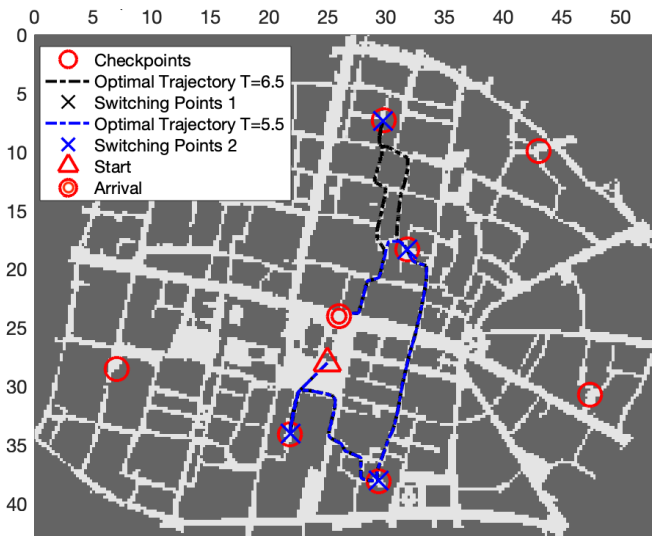 0 5 10 15 20 25 30 35 40 45 50
0
5
10
15
20
25
30
35
40
Checkpoints
Optimal Trajectory T=6.5
Switching Points 1
Optimal Trajectory T=5.5
Switching Points 2
Start
Arrival